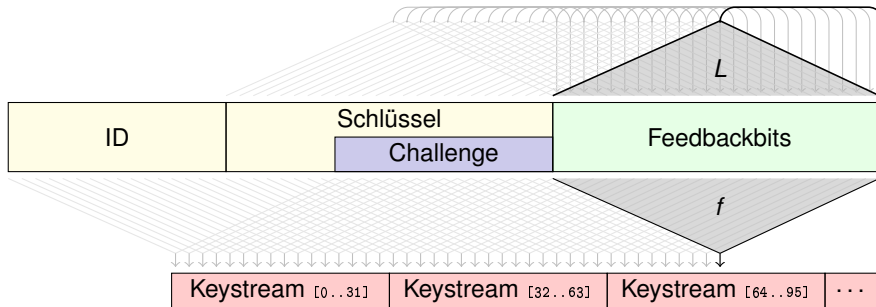 L
ID
Schlüssel
Challenge
Feedbackbits
f
Keystream [0..31]
Keystream [32..63]
Keystream [64..95]
...